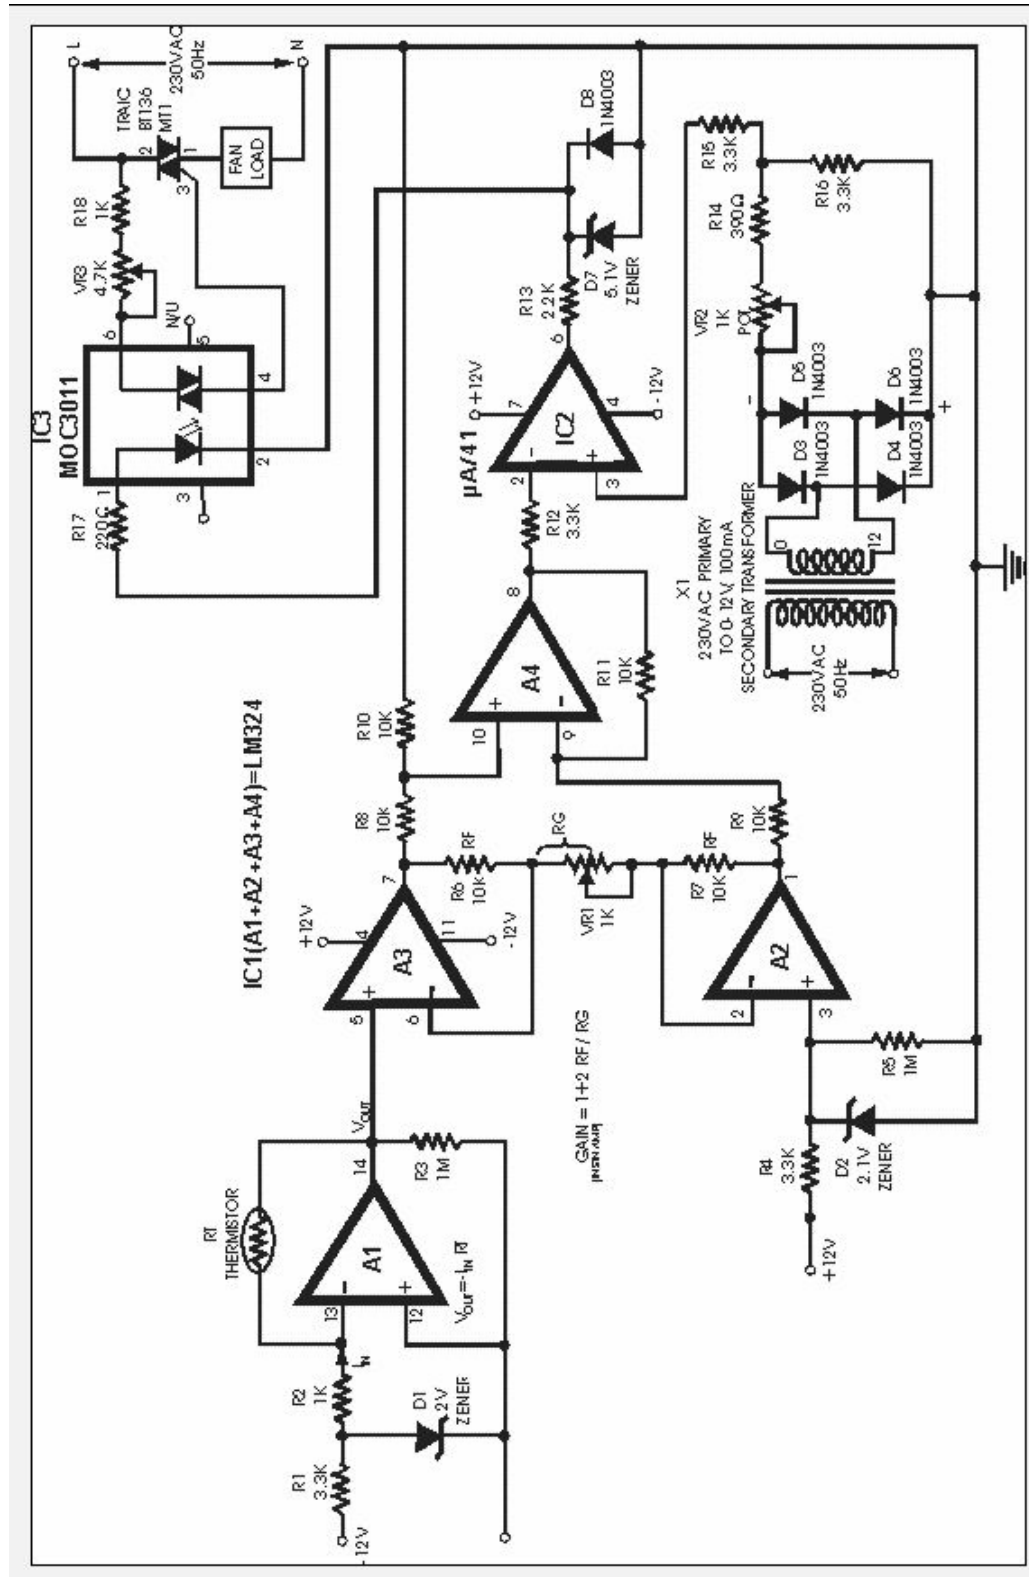 IC1(A1+A2+A3+A4)=LM324
-12V
R1
3.3K
R2
1K
IIN
D1
2V
ZENER
RT
THERMISTOR
13
12
A1
14
VOUT
VOUT=-IIN RT
R3
1M
+12V
R4
3.3K
D2
2.1V
ZENER
R5
1M
GAIN = 1+2 RF/ RG
5
6
A3
4
+12V
11
-12V
7
2
3
A2
1
R6
10K
RF
RG
VR1
1K
R7
10K
RF
R8
10K
R9
10K
R10
10K
10
9
A4
8
R11
10K
R12
3.3K
µA741
2
3
IC2
7
+12V
4
-12V
6
R13
2.2K
D7
5.1V
ZENER
D8
1N4003
R15
3.3K
R16
3.3K
R14
390Ω
VR2
1K
POT
-
+
D3
1N4003
D4
1N4003
D5
1N4003
D6
1N4003
X1
230VAC PRIMARY
TO 0-12V, 100mA
SECONDARY TRANSFORMER
0
12
230VAC
50Hz
IC3
MOC3011
R17
220Ω
1
2
3
4
5
6
N/U
VR3
4.7K
R18
1K
TRAIC
BT136
MT1
2
1
3
FAN
LOAD
L
230VAC
50Hz
N